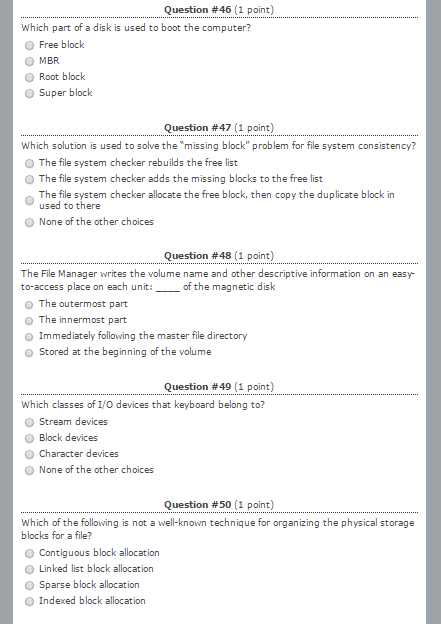 Question #46 (1 point)
Which part of a disk is used to boot the computer?
Free block
MBR
Root block
Super block
Question #47 (1 point)
Which solution is used to solve the "missing block" problem for file system consistency?
The file system checker rebuilds the free list
The file system checker adds the missing blocks to the free list
The file system checker allocate the free block, then copy the duplicate block in
used to there
None of the other choices
Question #48 (1 point)
The File Manager writes the volume name and other descriptive information on an easy-
to-access place on each unit: ____ of the magnetic disk
The outermost part
The innermost part
Immediately following the master file directory
Stored at the beginning of the volume
Question #49 (1 point)
Which classes of I/O devices that keyboard belong to?
Stream devices
Block devices
Character devices
None of the other choices
Question #50 (1 point)
Which of the following is not a well-known technique for organizing the physical storage
blocks for a file?
Contiguous block allocation
Linked list block allocation
Sparse block allocation
Indexed block allocation